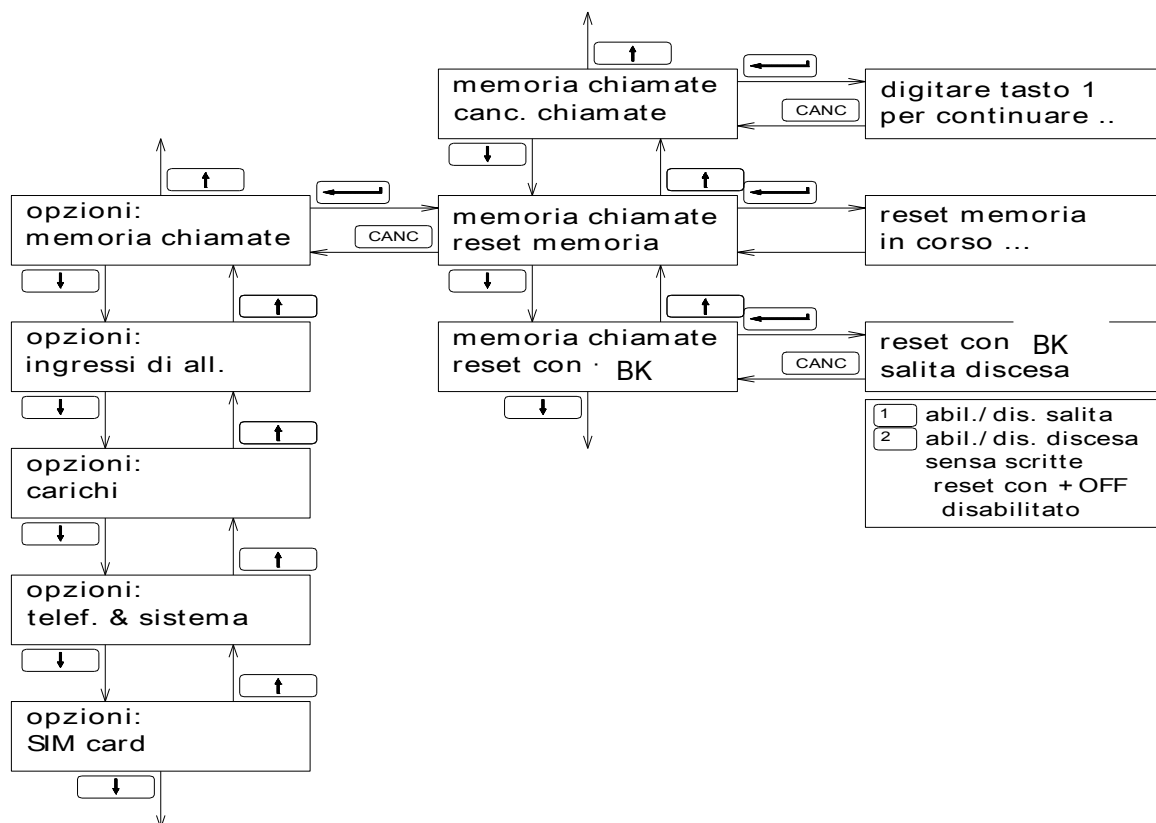 memoria chiamate
canc. chiamate
CANC
digitare tasto 1
per continuare ..
opzioni:
memoria chiamate
CANC
memoria chiamate
reset memoria
reset memoria
in corso ...
opzioni:
ingressi di all.
memoria chiamate
reset con · BK
CANC
reset con BK
salita discesa
1 abil./dis. salita
2 abil./dis. discesa
sensa scritte
reset con +OFF
disabilitato
opzioni:
carichi
opzioni:
telef. & sistema
opzioni:
SIM card